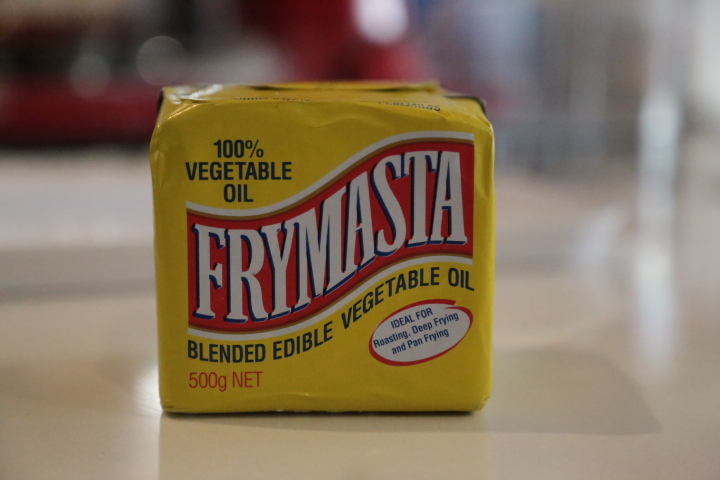 100%
VEGETABLE
OIL
FRYMASTA
BLENDED EDIBLE VEGETABLE OIL
IDEAL FOR
Roasting, Deep Frying
and Pan Frying
500g NET